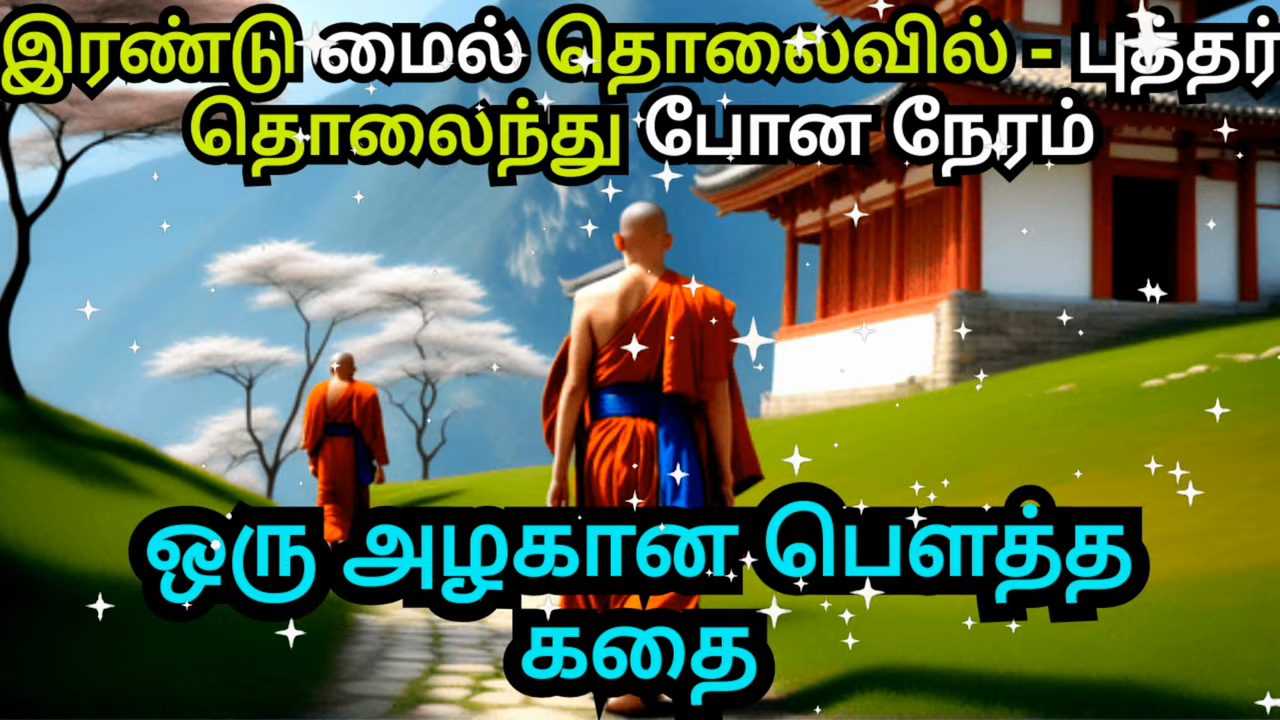 இரண்டு மைல் தொலைவில் - புத்தர்
தொலைந்து போன நேரம்
ஒரு அழகான பௌத்த
கதை